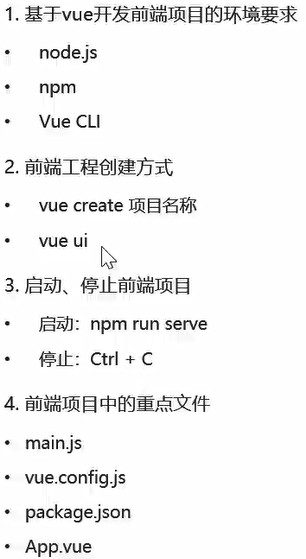 1. 基于vue开发前端项目的环境要求
• node.js
• npm
• Vue CLI
2. 前端工程创建方式
• vue create 项目名称
• vue ui
3. 启动、停止前端项目
• 启动：npm run serve
• 停止：Ctrl + C
4. 前端项目中的重点文件
• main.js
• vue.config.js
• package.json
• App.vue